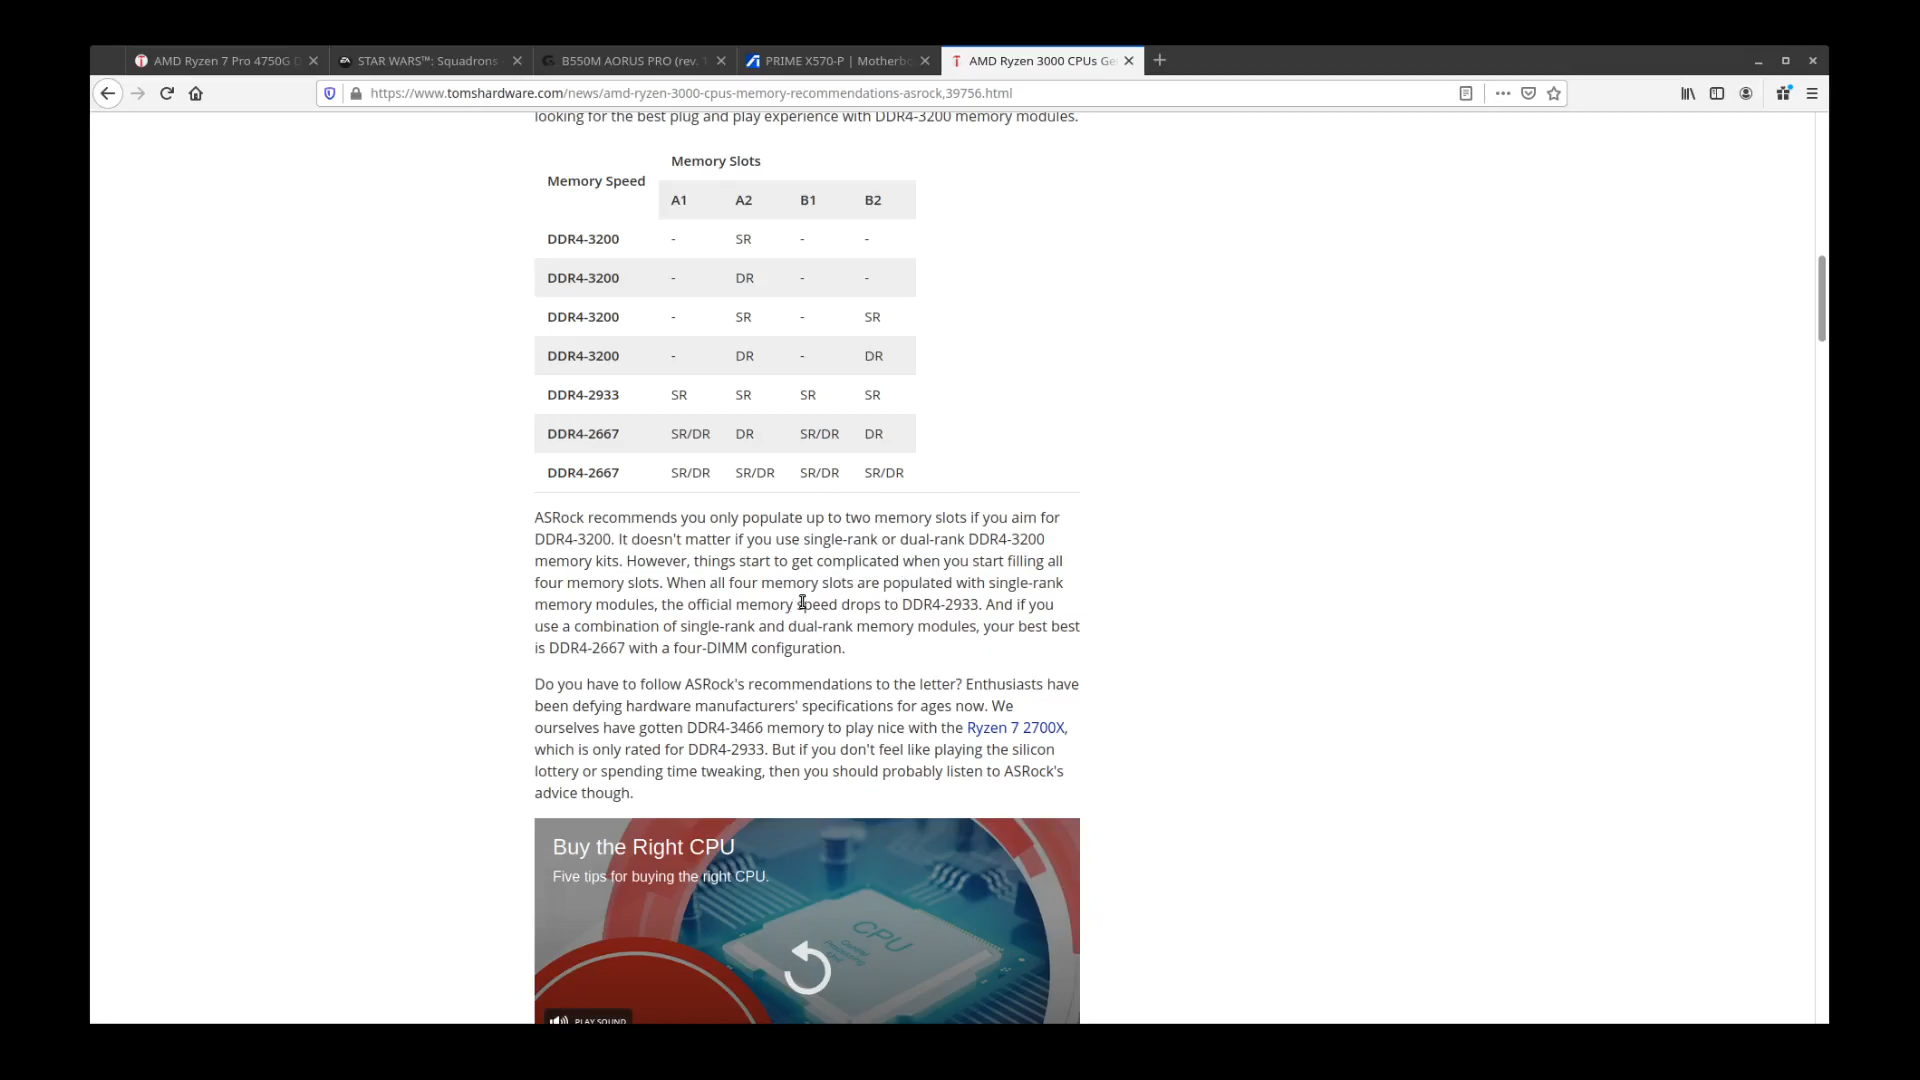 AMD Ryzen 7 Pro 4750G D
STAR WARS™: Squadrons
B550M AORUS PRO (rev. 1
PRIME X570-P | Motherbo
AMD Ryzen 3000 CPUs Ge
https://www.tomshardware.com/news/amd-ryzen-3000-cpus-memory-recommendations-asrock,39756.html
looking for the best plug and play experience with DDR4-3200 memory modules.
Memory Slots
Memory Speed
A1 A2 B1 B2
DDR4-3200 - SR - -
DDR4-3200 - DR - -
DDR4-3200 - SR - SR
DDR4-3200 - DR - DR
DDR4-2933 SR SR SR SR
DDR4-2667 SR/DR DR SR/DR DR
DDR4-2667 SR/DR SR/DR SR/DR SR/DR
ASRock recommends you only populate up to two memory slots if you aim for
DDR4-3200. It doesn't matter if you use single-rank or dual-rank DDR4-3200
memory kits. However, things start to get complicated when you start filling all
four memory slots. When all four memory slots are populated with single-rank
memory modules, the official memory speed drops to DDR4-2933. And if you
use a combination of single-rank and dual-rank memory modules, your best best
is DDR4-2667 with a four-DIMM configuration.
Do you have to follow ASRock's recommendations to the letter? Enthusiasts have
been defying hardware manufacturers' specifications for ages now. We
ourselves have gotten DDR4-3466 memory to play nice with the Ryzen 7 2700X,
which is only rated for DDR4-2933. But if you don't feel like playing the silicon
lottery or spending time tweaking, then you should probably listen to ASRock's
advice though.
Buy the Right CPU
Five tips for buying the right CPU.
CPU
PLAY SOUND